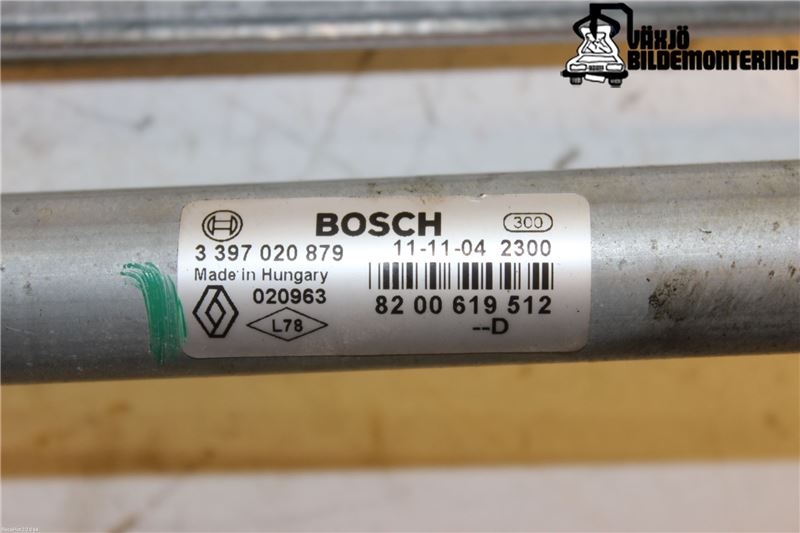 VÄXJÖ
BILDEMONTERING
BOSCH
300
3 397 020 879
11-11-04 2300
Made in Hungary
020963
82 00 619 512
L78
--D